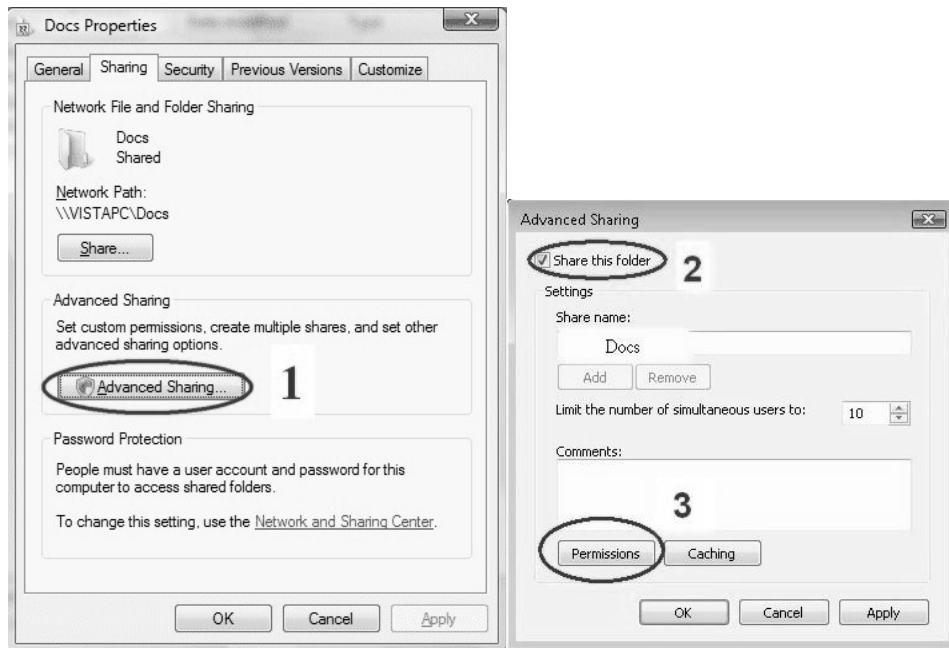 Docs Properties
General Sharing Security Previous Versions Customize
Network File and Folder Sharing
Docs
Shared
Network Path:
\\VISTAPC\Docs
Share...
Advanced Sharing
Set custom permissions, create multiple shares, and set other
advanced sharing options.
Advanced Sharing...
1
Password Protection
People must have a user account and password for this
computer to access shared folders.
To change this setting, use the Network and Sharing Center.
OK Cancel Apply
Advanced Sharing
Share this folder
2
Settings
Share name:
Docs
Add Remove
Limit the number of simultaneous users to: 10
Comments:
3
Permissions Caching
OK Cancel Apply